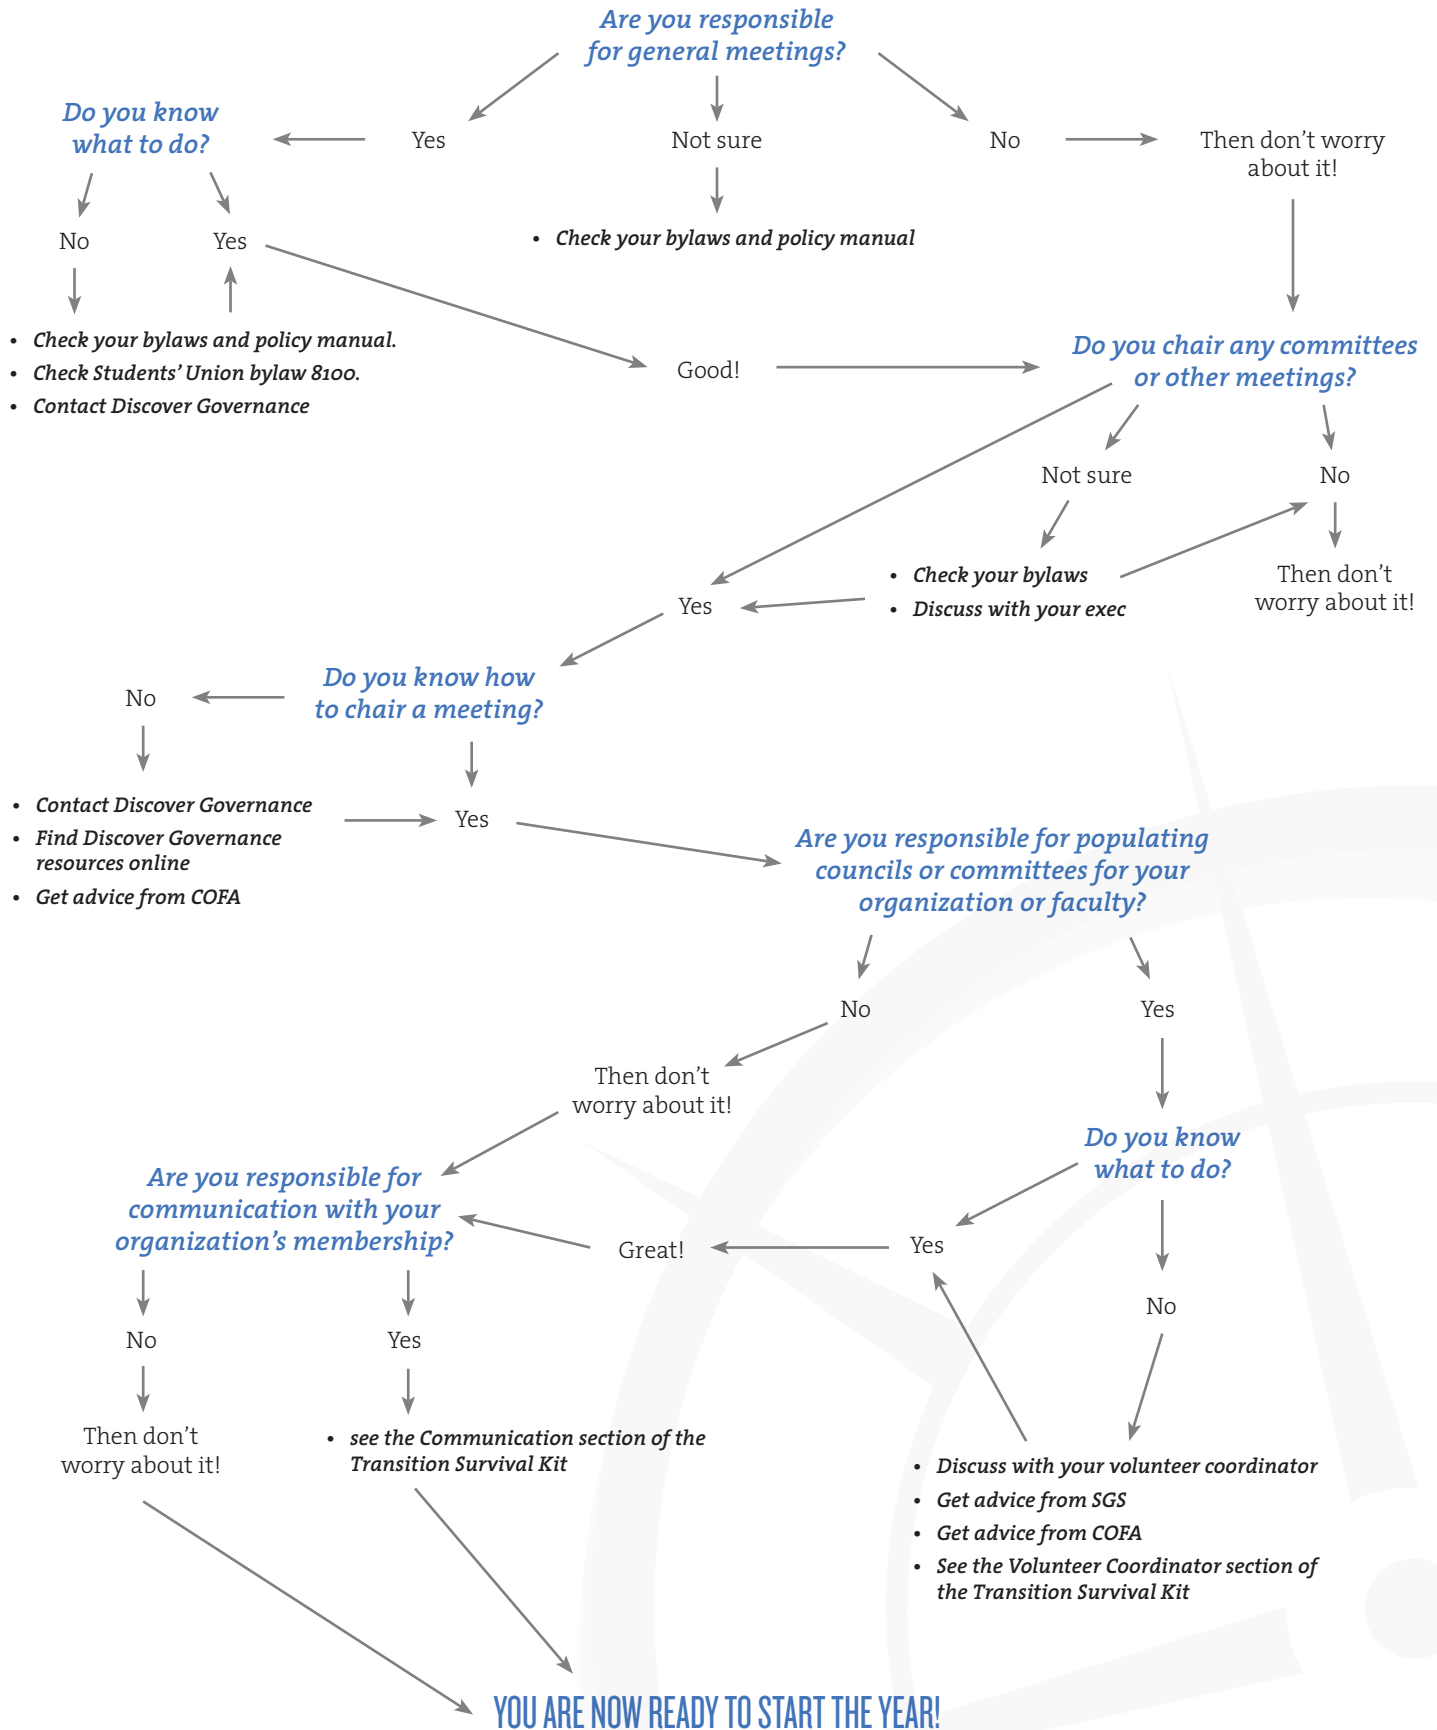 Are you responsible
for general meetings?
Do you know
what to do?
Yes
Not sure
No
Then don't worry
about it!
No
Yes
• Check your bylaws and policy manual
• Check your bylaws and policy manual.
• Check Students' Union bylaw 8100.
• Contact Discover Governance
Good!
Do you chair any committees
or other meetings?
Not sure
No
• Check your bylaws
• Discuss with your exec
Then don't
worry about it!
Yes
Do you know how
to chair a meeting?
No
• Contact Discover Governance
• Find Discover Governance
resources online
• Get advice from COFA
Yes
Are you responsible for populating
councils or committees for your
organization or faculty?
No
Yes
Then don't
worry about it!
Do you know
what to do?
Are you responsible for
communication with your
organization's membership?
Great!
Yes
No
No
Yes
Then don't
worry about it!
• see the Communication section of the
Transition Survival Kit
• Discuss with your volunteer coordinator
• Get advice from SGS
• Get advice from COFA
• See the Volunteer Coordinator section of
the Transition Survival Kit
YOU ARE NOW READY TO START THE YEAR!